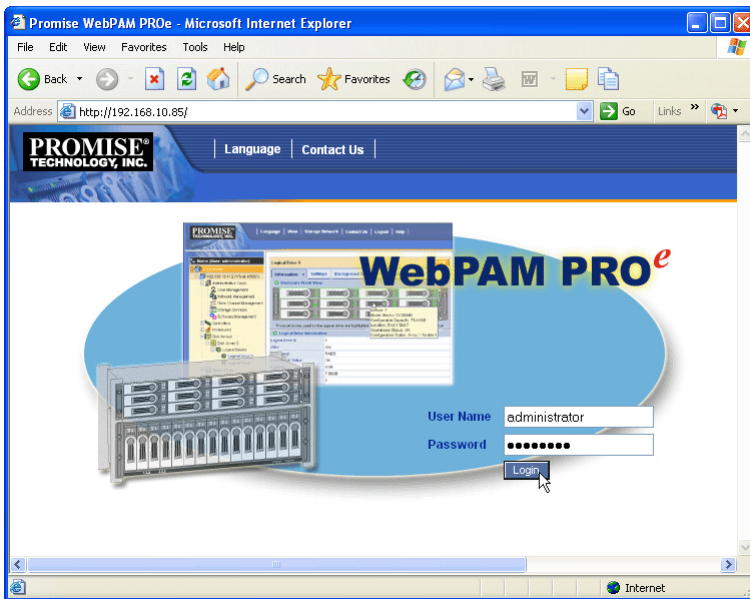 Promise WebPAM PROe - Microsoft Internet Explorer
File Edit View Favorites Tools Help
Back Search Favorites
Address http://192.168.10.85/ Go Links »
PROMISE® TECHNOLOGY, INC.
Language Contact Us
WebPAM PROe
User Name administrator
Password ●●●●●●●●
Login
Internet